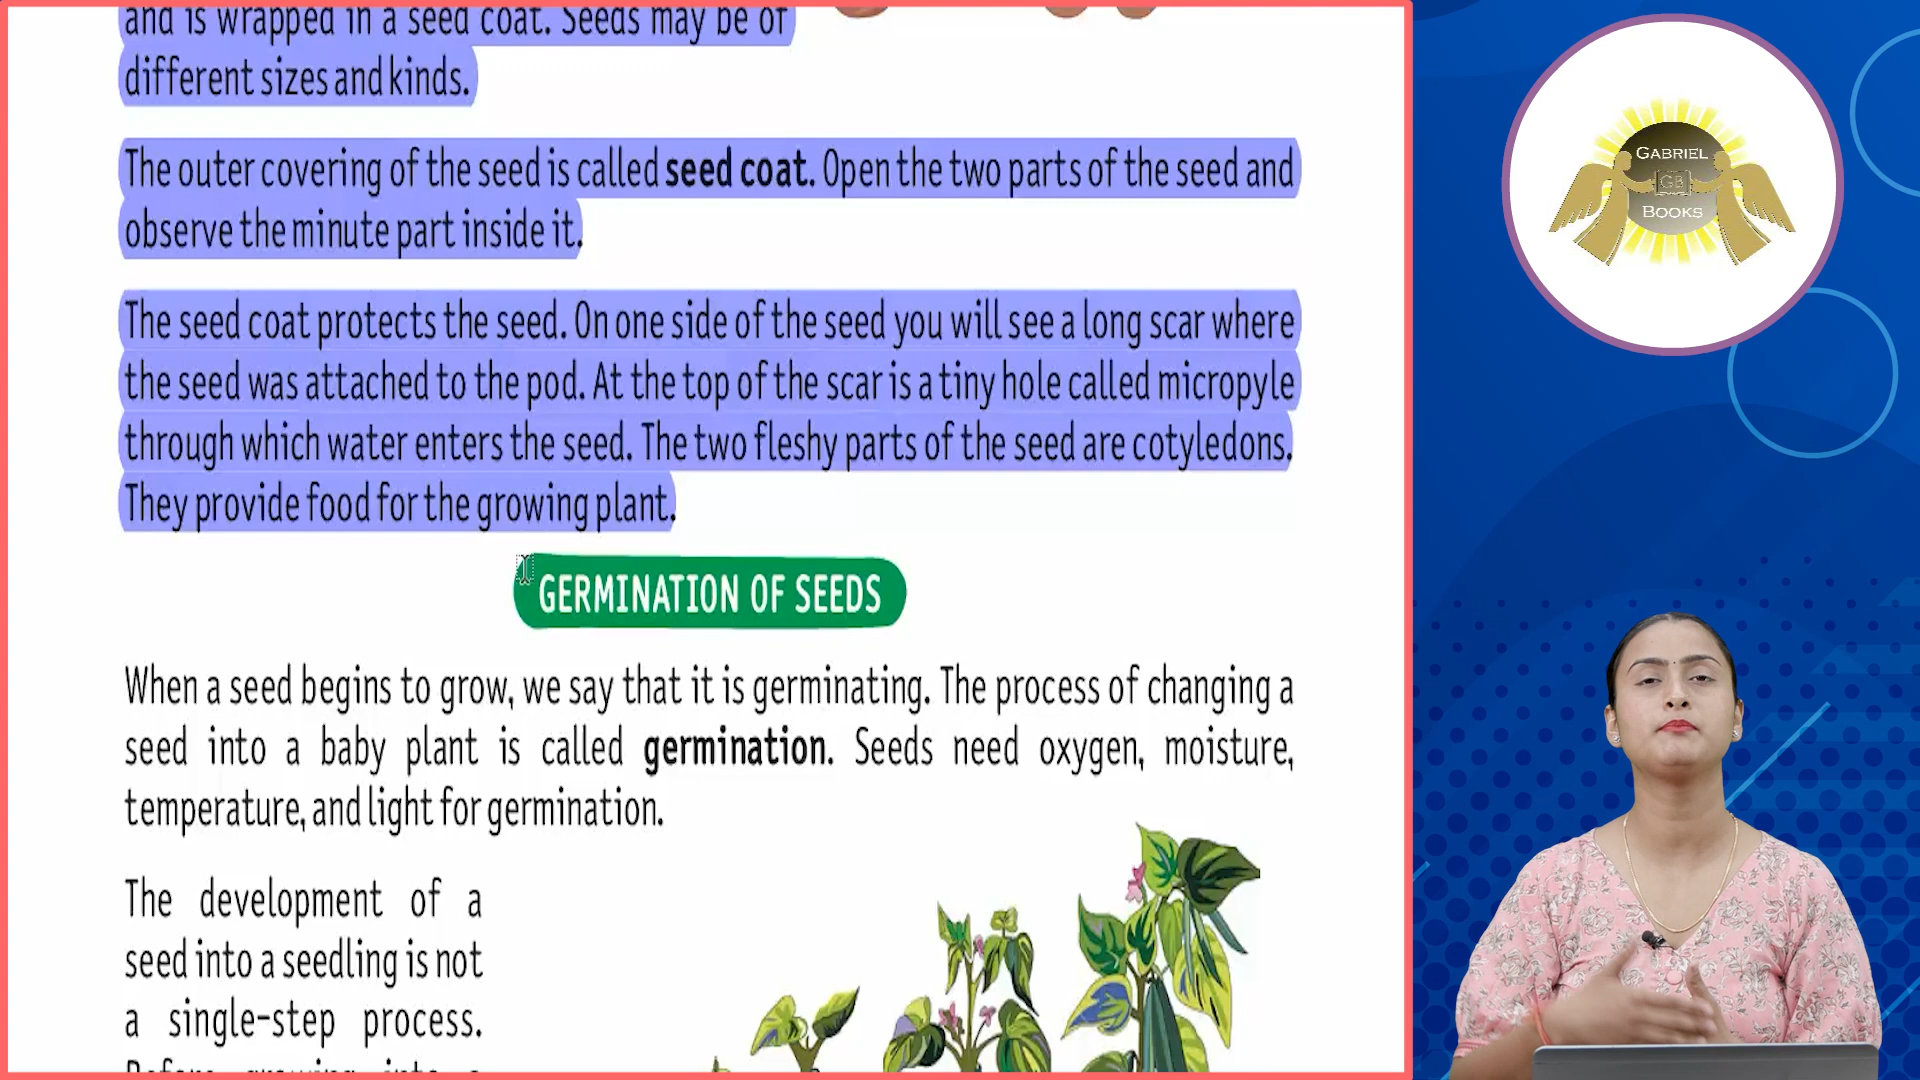 and is wrapped in a seed coat. Seeds may be of
different sizes and kinds.
The outer covering of the seed is called seed coat. Open the two parts of the seed and
observe the minute part inside it.
The seed coat protects the seed. On one side of the seed you will see a long scar where
the seed was attached to the pod. At the top of the scar is a tiny hole called micropyle
through which water enters the seed. The two fleshy parts of the seed are cotyledons.
They provide food for the growing plant.
GERMINATION OF SEEDS
When a seed begins to grow, we say that it is germinating. The process of changing a
seed into a baby plant is called germination. Seeds need oxygen, moisture,
temperature, and light for germination.
The development of a
seed into a seedling is not
a single-step process.
Before growing into a
GABRIEL
GB
BOOKS